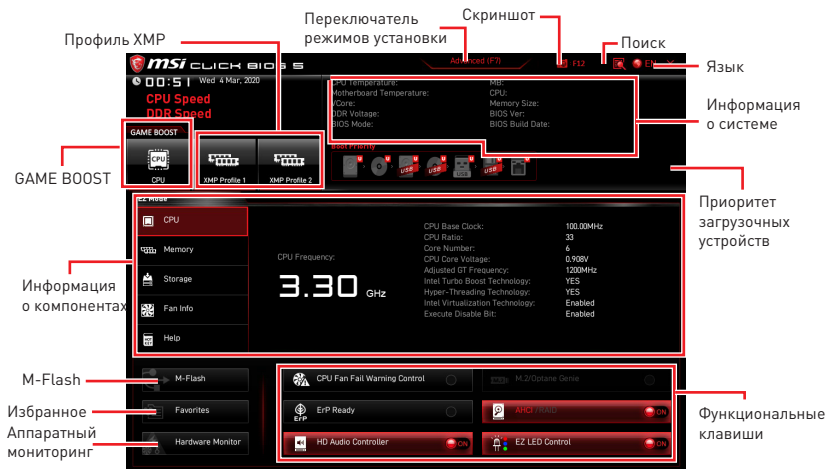 Переключатель
режимов установки
Скриншот
Профиль XMP
Поиск
Язык
msi CLICK BIOS 5
Advanced (F7)
F12
EN
X
00:51 Wed 4 Mar, 2020
CPU Speed
DDR Speed
CPU Temperature:
Motherboard Temperature:
VCore:
DDR Voltage:
BIOS Mode:
MB:
CPU:
Memory Size:
BIOS Ver:
BIOS Build Date:
Информация
о системе
GAME BOOST
CPU
XMP Profile 1
XMP Profile 2
Boot Priority
U
U
USB U
USB U
U
USB U
U
GAME BOOST
Приоритет
загрузочных
устройств
EZ Mode
CPU
Memory
Storage
Fan Info
HOT KEY
Help
CPU Frequency:
3.30 GHz
CPU Base Clock: 100.00MHz
CPU Ratio: 33
Core Number: 6
CPU Core Voltage: 0.908V
Adjusted GT Frequency: 1200MHz
Intel Turbo Boost Technology: YES
Hyper-Threading Technology: YES
Intel Virtualization Technology: Enabled
Execute Disable Bit: Enabled
Информация
о компонентах
M-Flash
Избранное
Аппаратный
мониторинг
M-Flash
Favorites
Hardware Monitor
CPU Fan Fail Warning Control
M.2/Optane Genie
ErP
ErP Ready
AHCI /RAID
ON
HD Audio Controller
ON
EZ LED Control
ON
Функциональные
клавиши